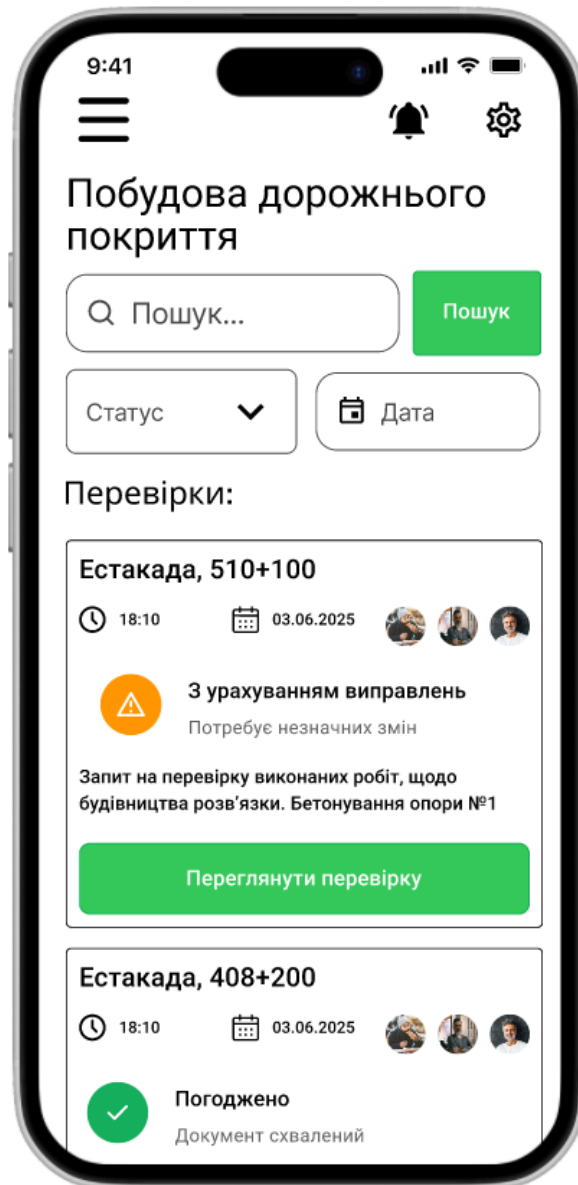 9:41
Побудова дорожнього
покриття
Пошук...
Пошук
Статус
Дата
Перевірки:
Естакада, 510+100
18:10
03.06.2025
З урахуванням виправлень
Потребує незначних змін
Запит на перевірку виконаних робіт, щодо
будівництва розв’язки. Бетонування опори №1
Переглянути перевірку
Естакада, 408+200
18:10
03.06.2025
Погоджено
Документ схвалений